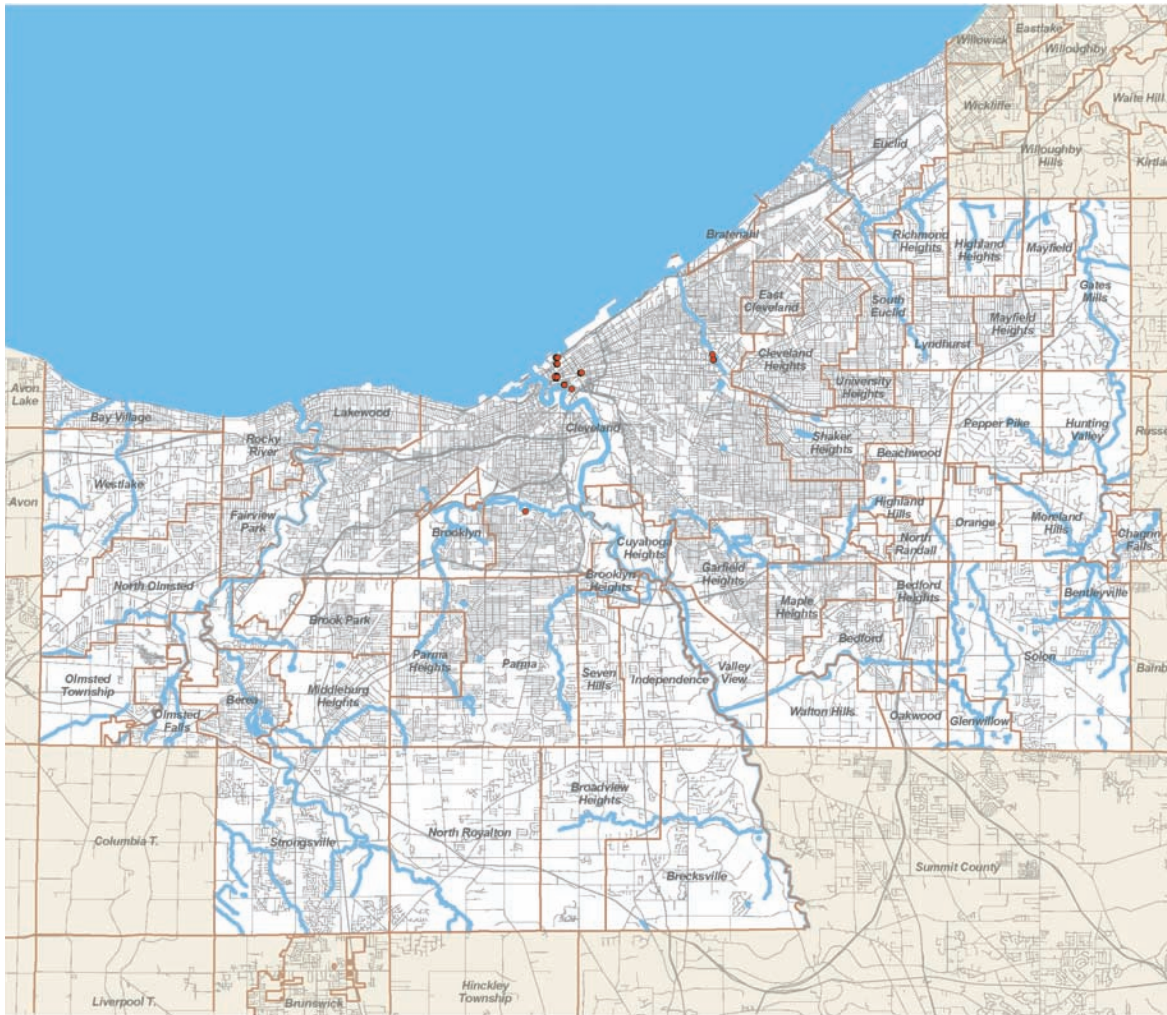 Eastlake
Willowick
Willoughby
Waite Hill
Wickliffe
Euclid
Willoughby
Hills
Kirtla
Bratenahl
Richmond
Heights
Highland
Heights
Mayfield
Gates
Mills
East
Cleveland
South
Euclid
Mayfield
Heights
Lyndhurst
Cleveland
Heights
University
Heights
Avon
Lake
Bay Village
Lakewood
Rocky
River
Cleveland
Shaker
Heights
Pepper Pike
Hunting
Valley
Russe
Beachwood
Avon
Westlake
Fairview
Park
Highland
Hills
Orange
Moreland
Hills
Chagrin
Falls
Brooklyn
Cuyahoga
Heights
North
Randall
Garfield
Heights
Brooklyn
Heights
North Olmsted
Bedford
Heights
Bentleyville
Maple
Heights
Brook Park
Bedford
Parma
Heights
Parma
Seven
Hills
Independence
Valley
View
Solon
Bainb
Olmsted
Township
Olmsted
Falls
Berea
Middleburg
Heights
Walton Hills
Oakwood
Glenwillow
Broadview
Heights
Columbia T.
Strongsville
North Royalton
Brecksville
Summit County
Liverpool T.
Brunswick
Hinckley
Township